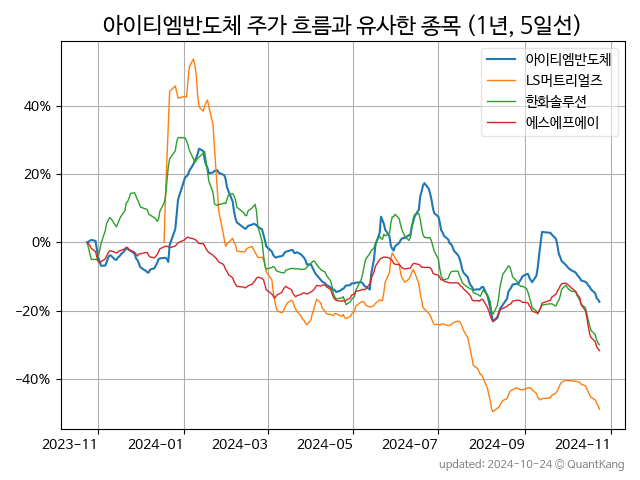 아이티엠반도체 주가 흐름과 유사한 종목 (1년, 5일선)
아이티엠반도체
LS머트리얼즈
한화솔루션
에스에프에이
40%
20%
0%
−20%
−40%
2023-11 2024-01 2024-03 2024-05 2024-07 2024-09 2024-11
updated: 2024-10-24 © QuantKang